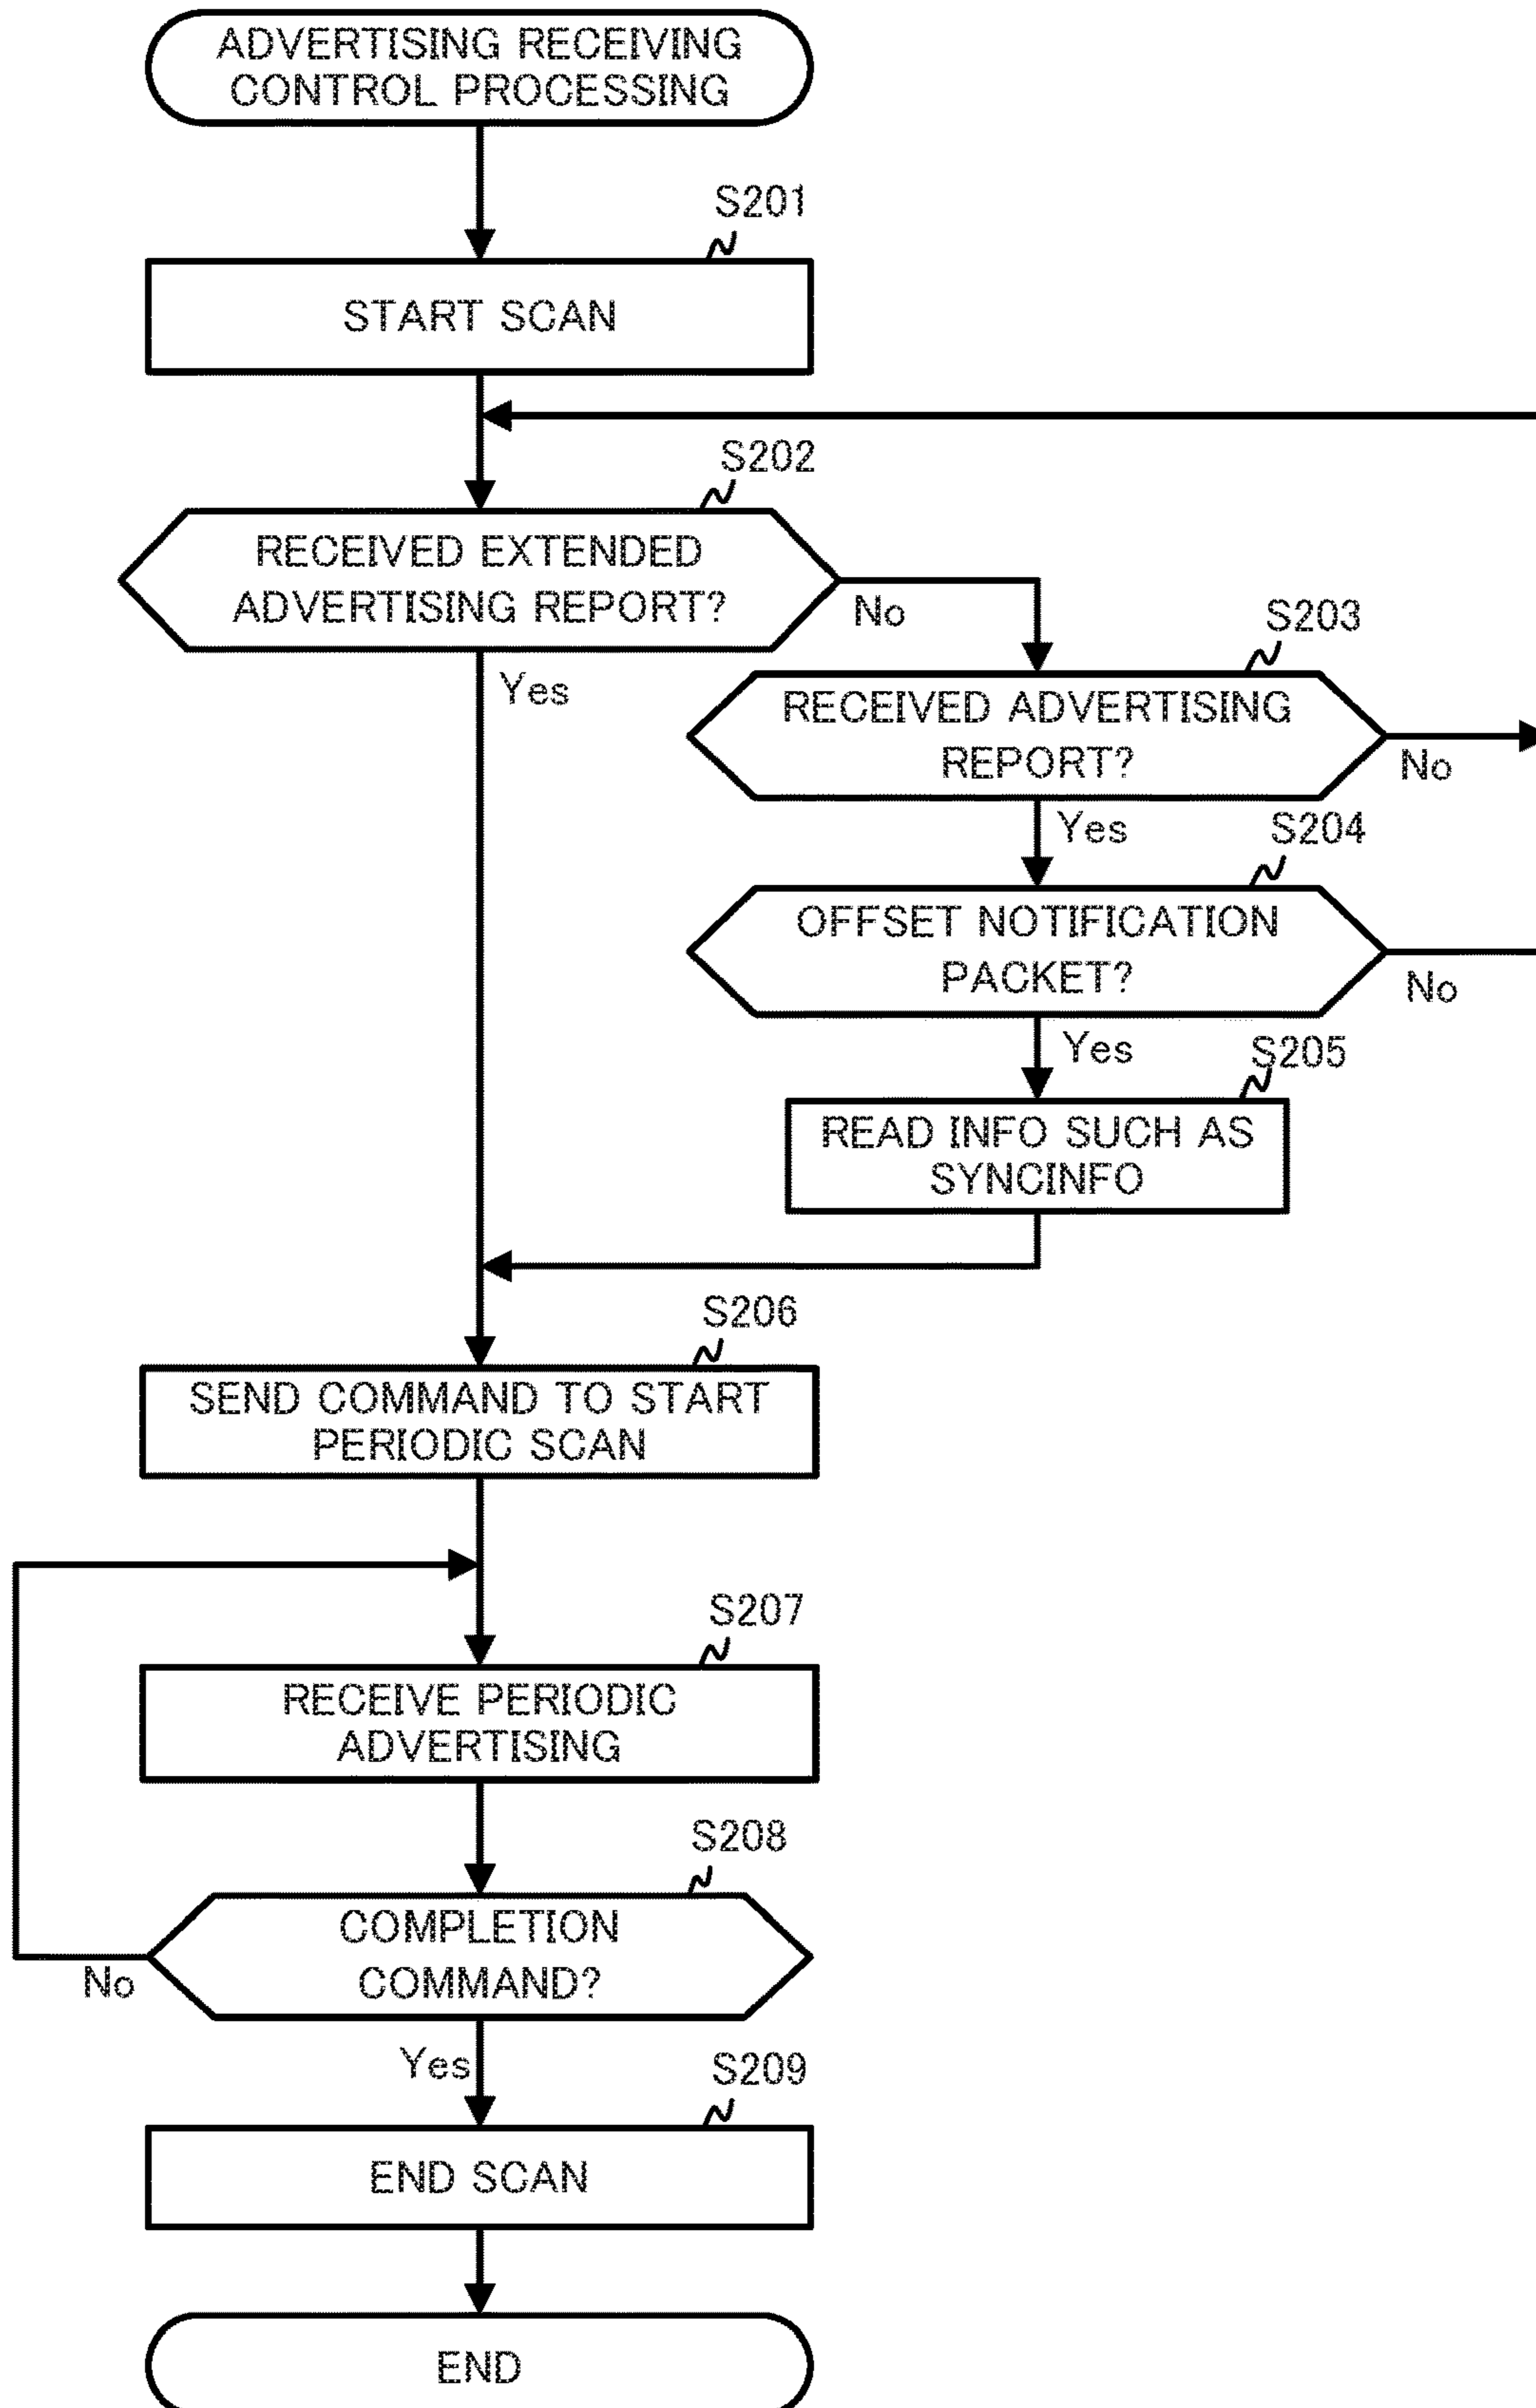 ADVERTISING RECEIVING
CONTROL PROCESSING
S201
START SCAN
S202
RECEIVED EXTENDED
ADVERTISING REPORT?
No
Yes
S203
RECEIVED ADVERTISING
REPORT?
No
Yes
S204
OFFSET NOTIFICATION
PACKET?
No
Yes
S205
READ INFO SUCH AS
SYNCINFO
S206
SEND COMMAND TO START
PERIODIC SCAN
S207
RECEIVE PERIODIC
ADVERTISING
S208
COMPLETION
COMMAND?
No
Yes
S209
END SCAN
END